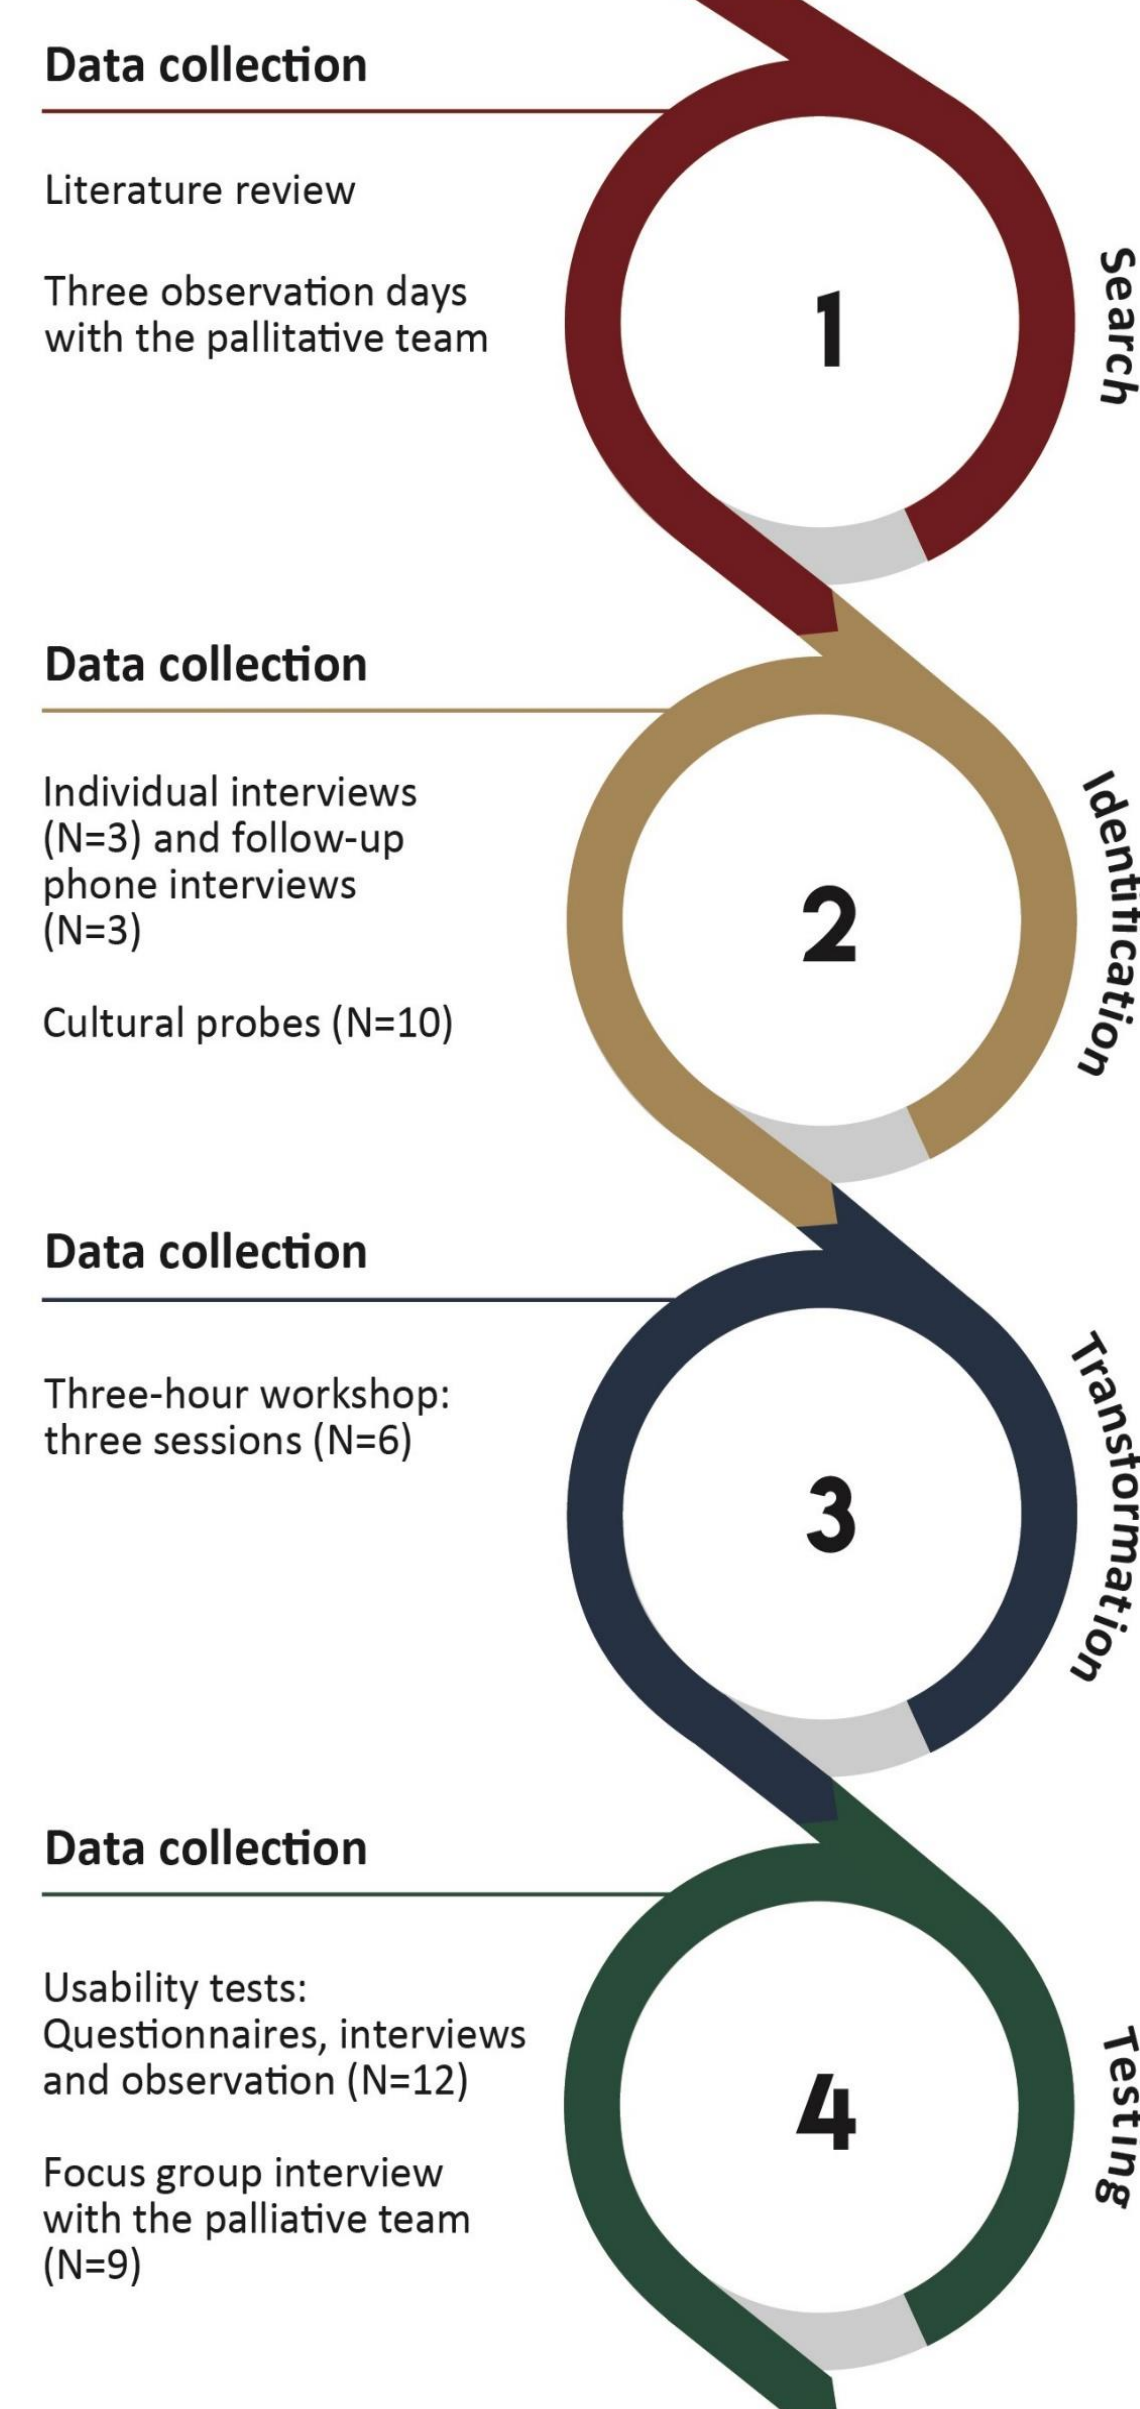 Data collection
Literature review
Three observation days
with the pallitative team
1
Search
Data collection
Individual interviews
(N=3) and follow-up
phone interviews
(N=3)
Cultural probes (N=10)
2
Identification
Data collection
Three-hour workshop:
three sessions (N=6)
3
Transformation
Data collection
Usability tests:
Questionnaires, interviews
and observation (N=12)
Focus group interview
with the palliative team
(N=9)
4
Testing